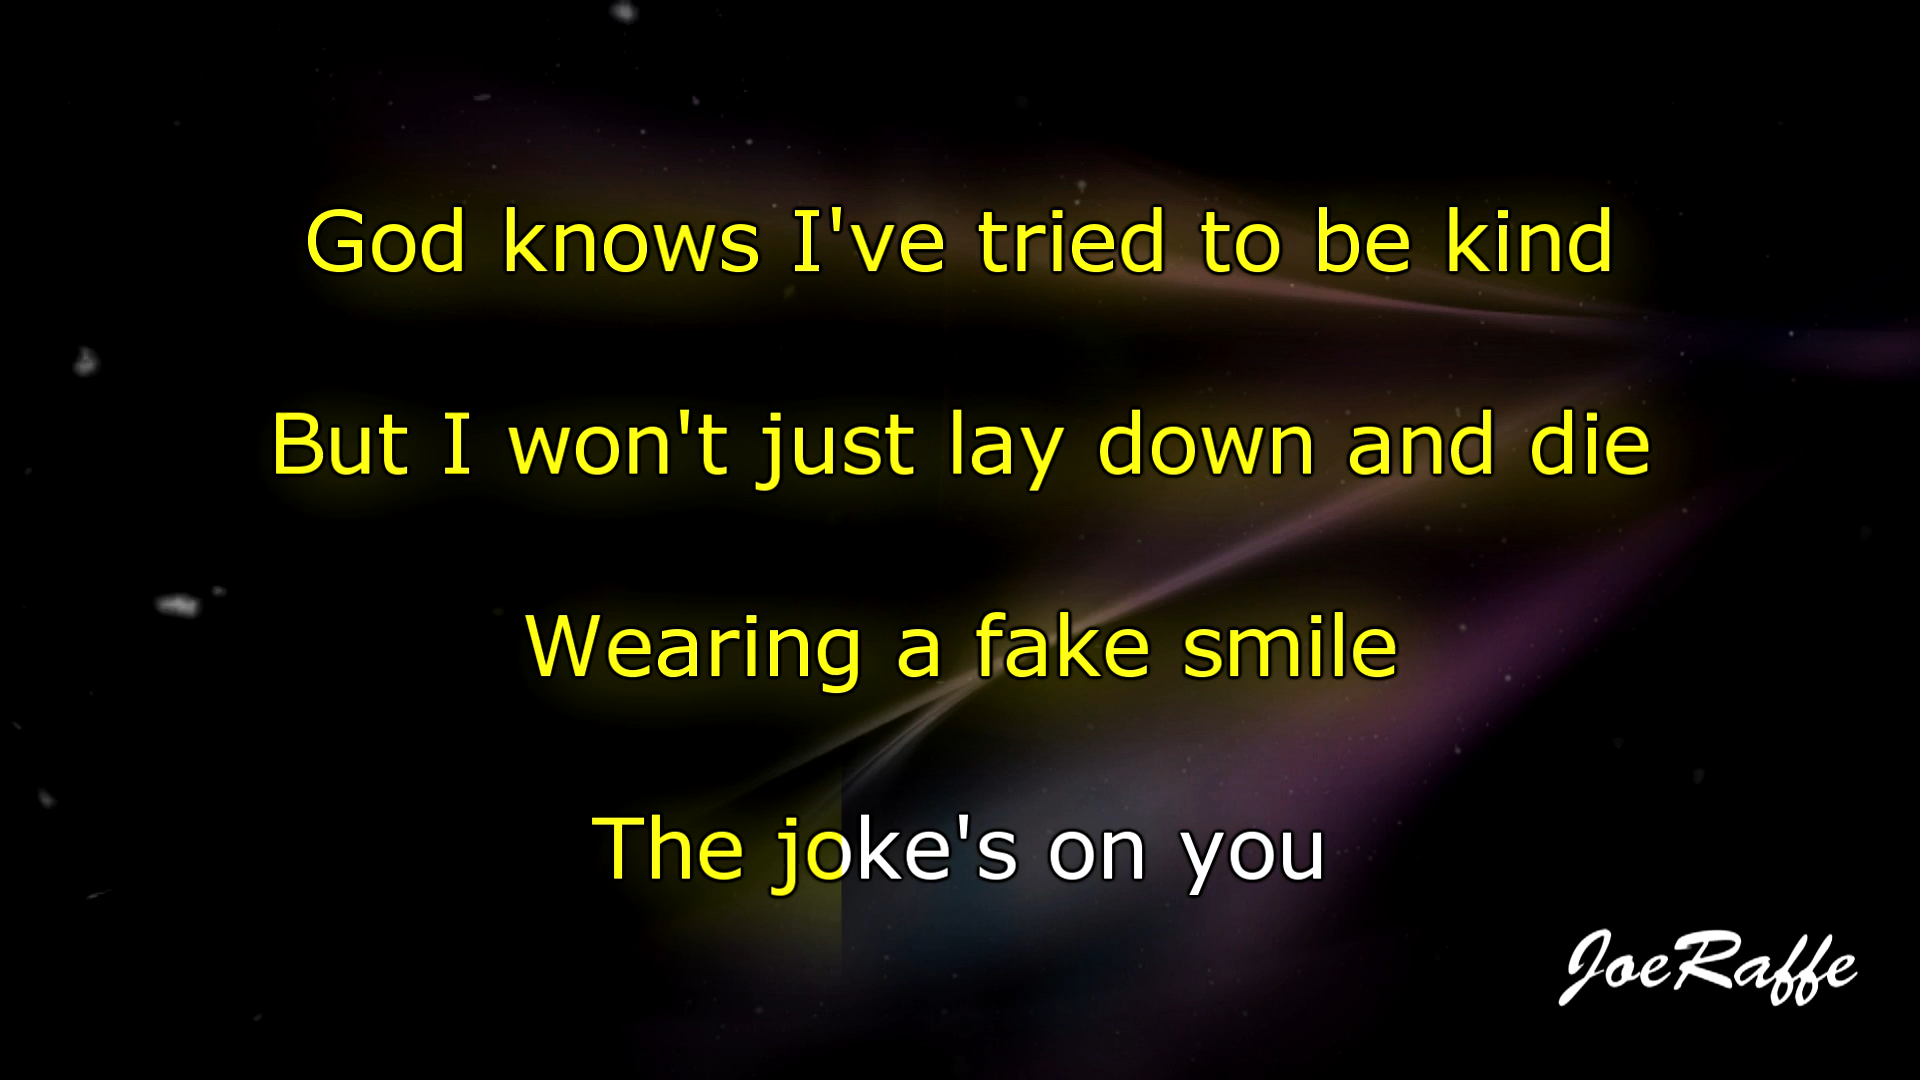 God knows I've tried to be kind
But I won't just lay down and die
Wearing a fake smile
The joke's on you
JoeRaffe